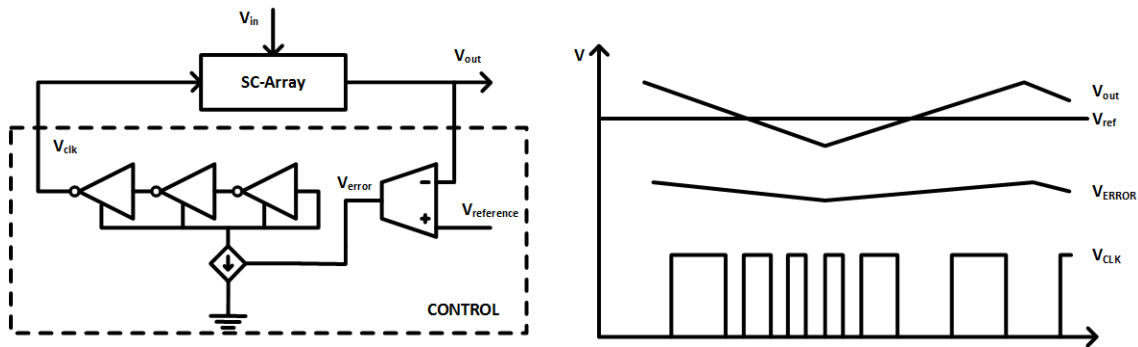 Vin
SC-Array
Vout
Vclk
Verror
-
+
Vreference
CONTROL
V
Vout
Vref
VERROR
VCLK